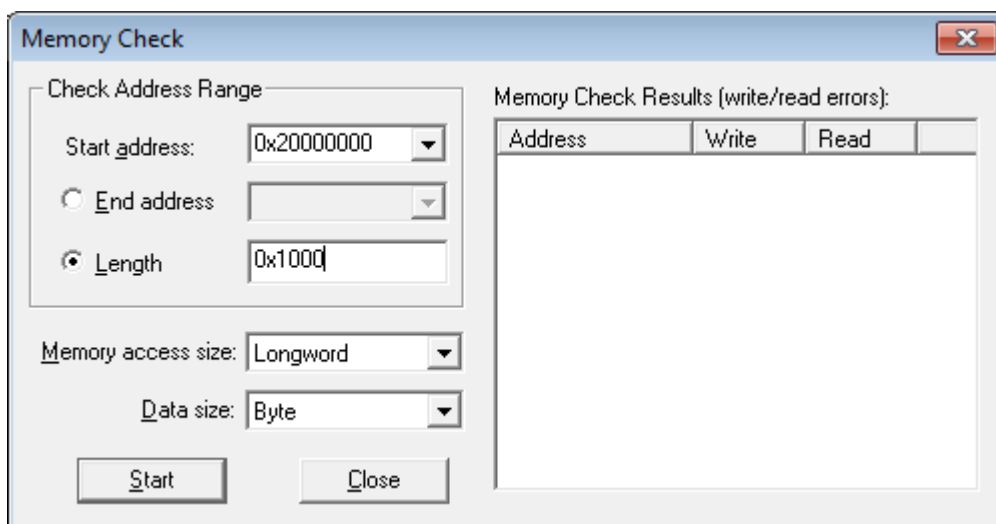 Memory Check
Check Address Range
Start address: 0x20000000
End address
Length 0x1000
Memory access size: Longword
Data size: Byte
Start Close
Memory Check Results (write/read errors):
Address Write Read